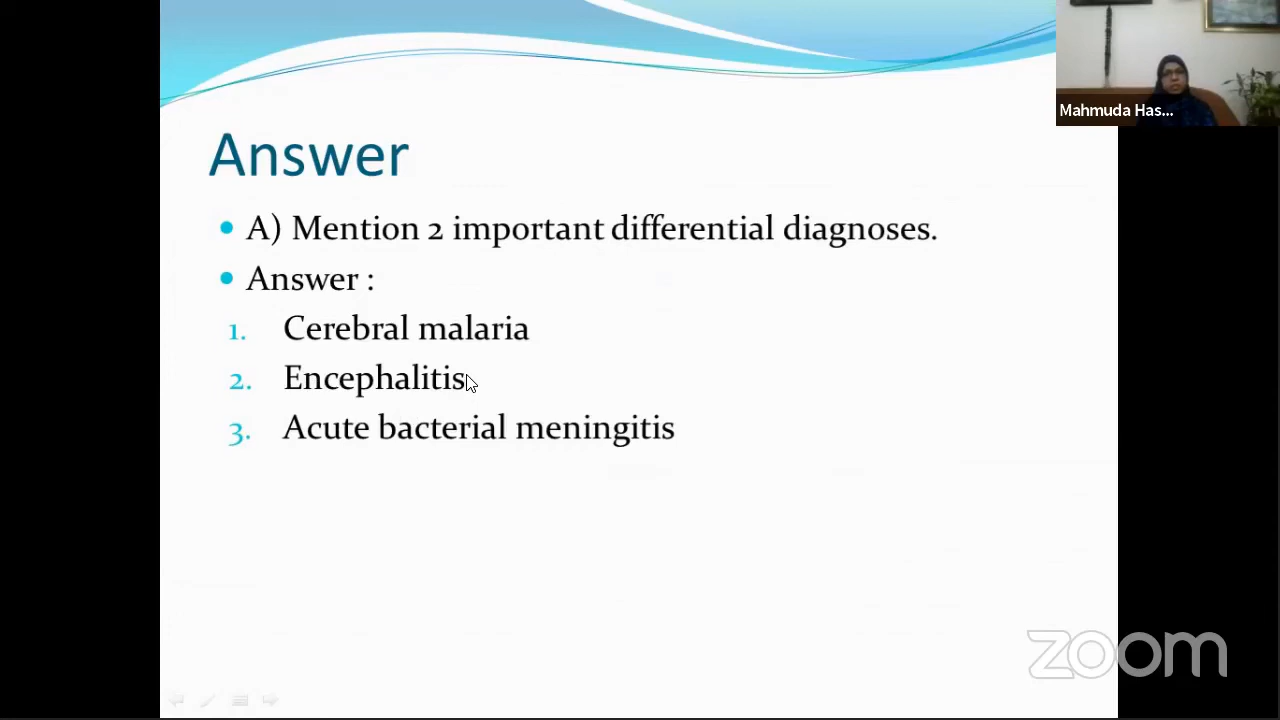 Mahmuda Has...
Answer
• A) Mention 2 important differential diagnoses.
• Answer :
1. Cerebral malaria
2. Encephalitis
3. Acute bacterial meningitis
zoom